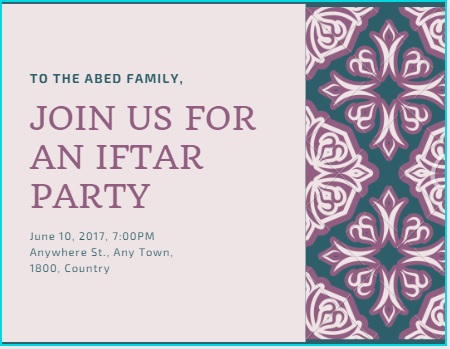 TO THE ABED FAMILY,
JOIN US FOR
AN IFTAR
PARTY
June 10, 2017, 7:00PM
Anywhere St., Any Town,
1800, Country